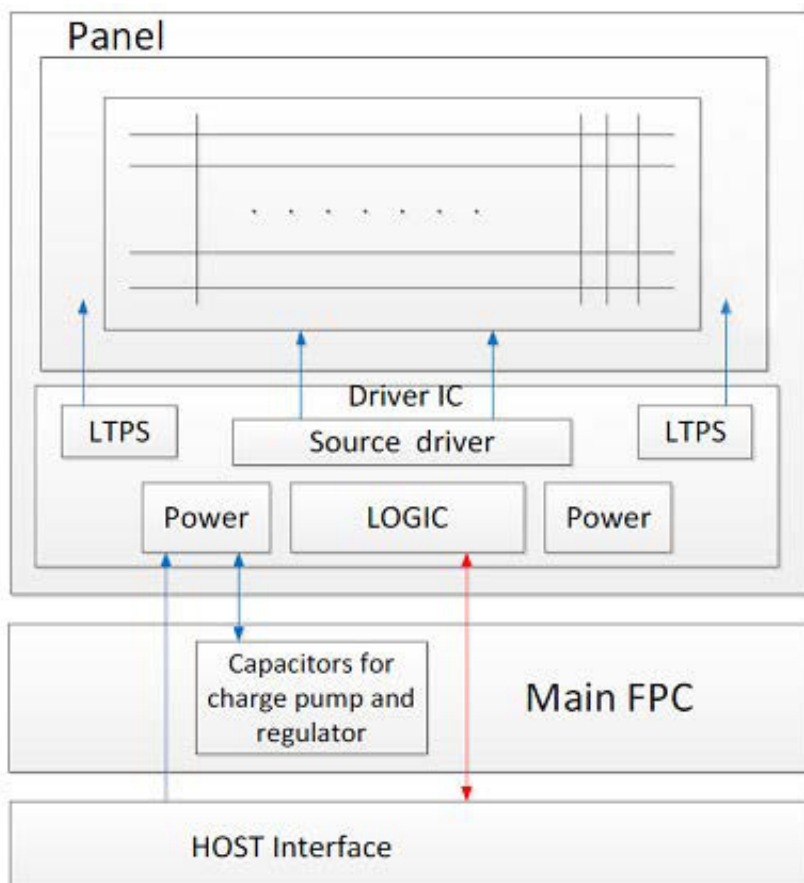 Panel
Driver IC
LTPS
Source driver
LTPS
Power
LOGIC
Power
Capacitors for
charge pump and
regulator
Main FPC
HOST Interface